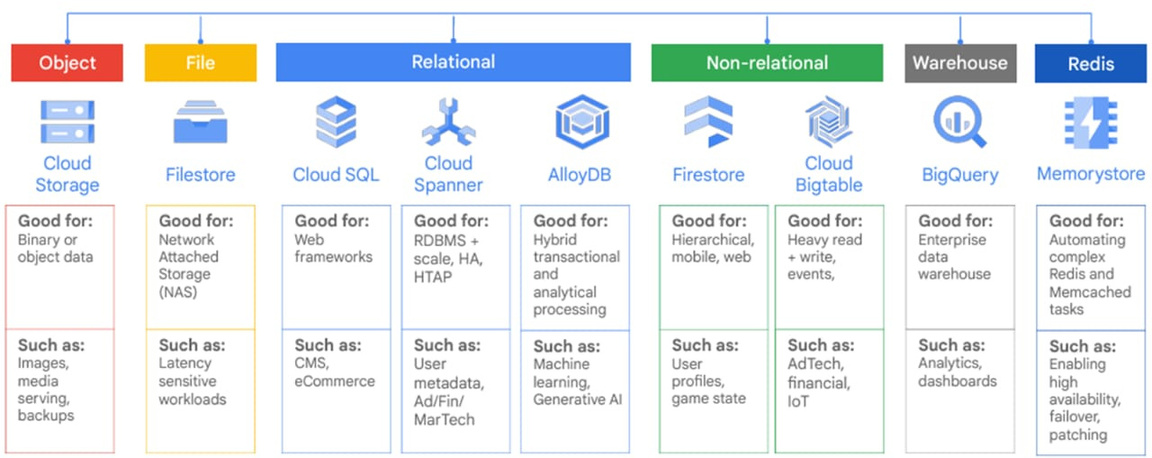 Object
File
Relational
Non-relational
Warehouse
Redis
Cloud
Storage
Filestore
Cloud SQL
Cloud
Spanner
AlloyDB
Firestore
Cloud
Bigtable
BigQuery
Memorystore
Good for:
Binary or
object data
Good for:
Network
Attached
Storage
(NAS)
Good for:
Web
frameworks
Good for:
RDBMS +
scale, HA,
HTAP
Good for:
Hybrid
transactional
and
analytical
processing
Good for:
Hierarchical,
mobile, web
Good for:
Heavy read
+ write,
events,
Good for:
Enterprise
data
warehouse
Good for:
Automating
complex
Redis and
Memcached
tasks
Such as:
Images,
media
serving,
backups
Such as:
Latency
sensitive
workloads
Such as:
CMS,
eCommerce
Such as:
User
metadata,
Ad/Fin/
MarTech
Such as:
Machine
learning,
Generative AI
Such as:
User
profiles,
game state
Such as:
AdTech,
financial,
IoT
Such as:
Analytics,
dashboards
Such as:
Enabling
high
availability,
failover,
patching